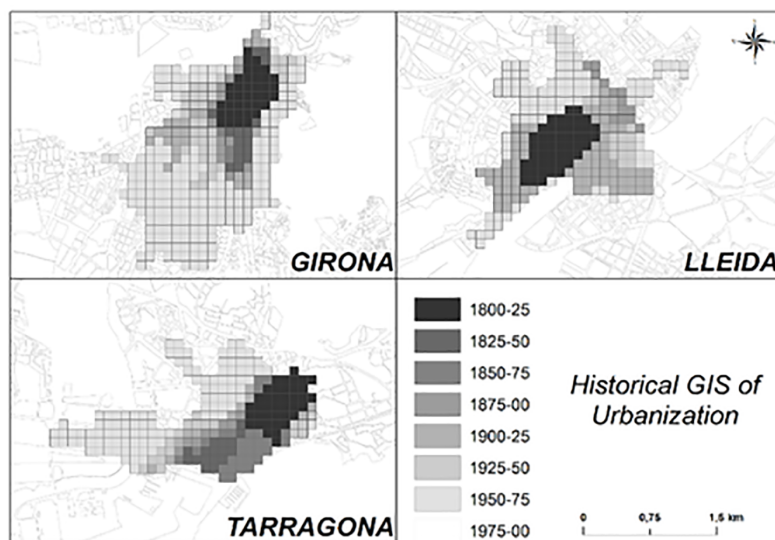 GIRONA
LLEIDA
TARRAGONA
1800-25
1825-50
1850-75
1875-00
1900-25
1925-50
1950-75
1975-00
Historical GIS of
Urbanization
0 0,75 1,5 km